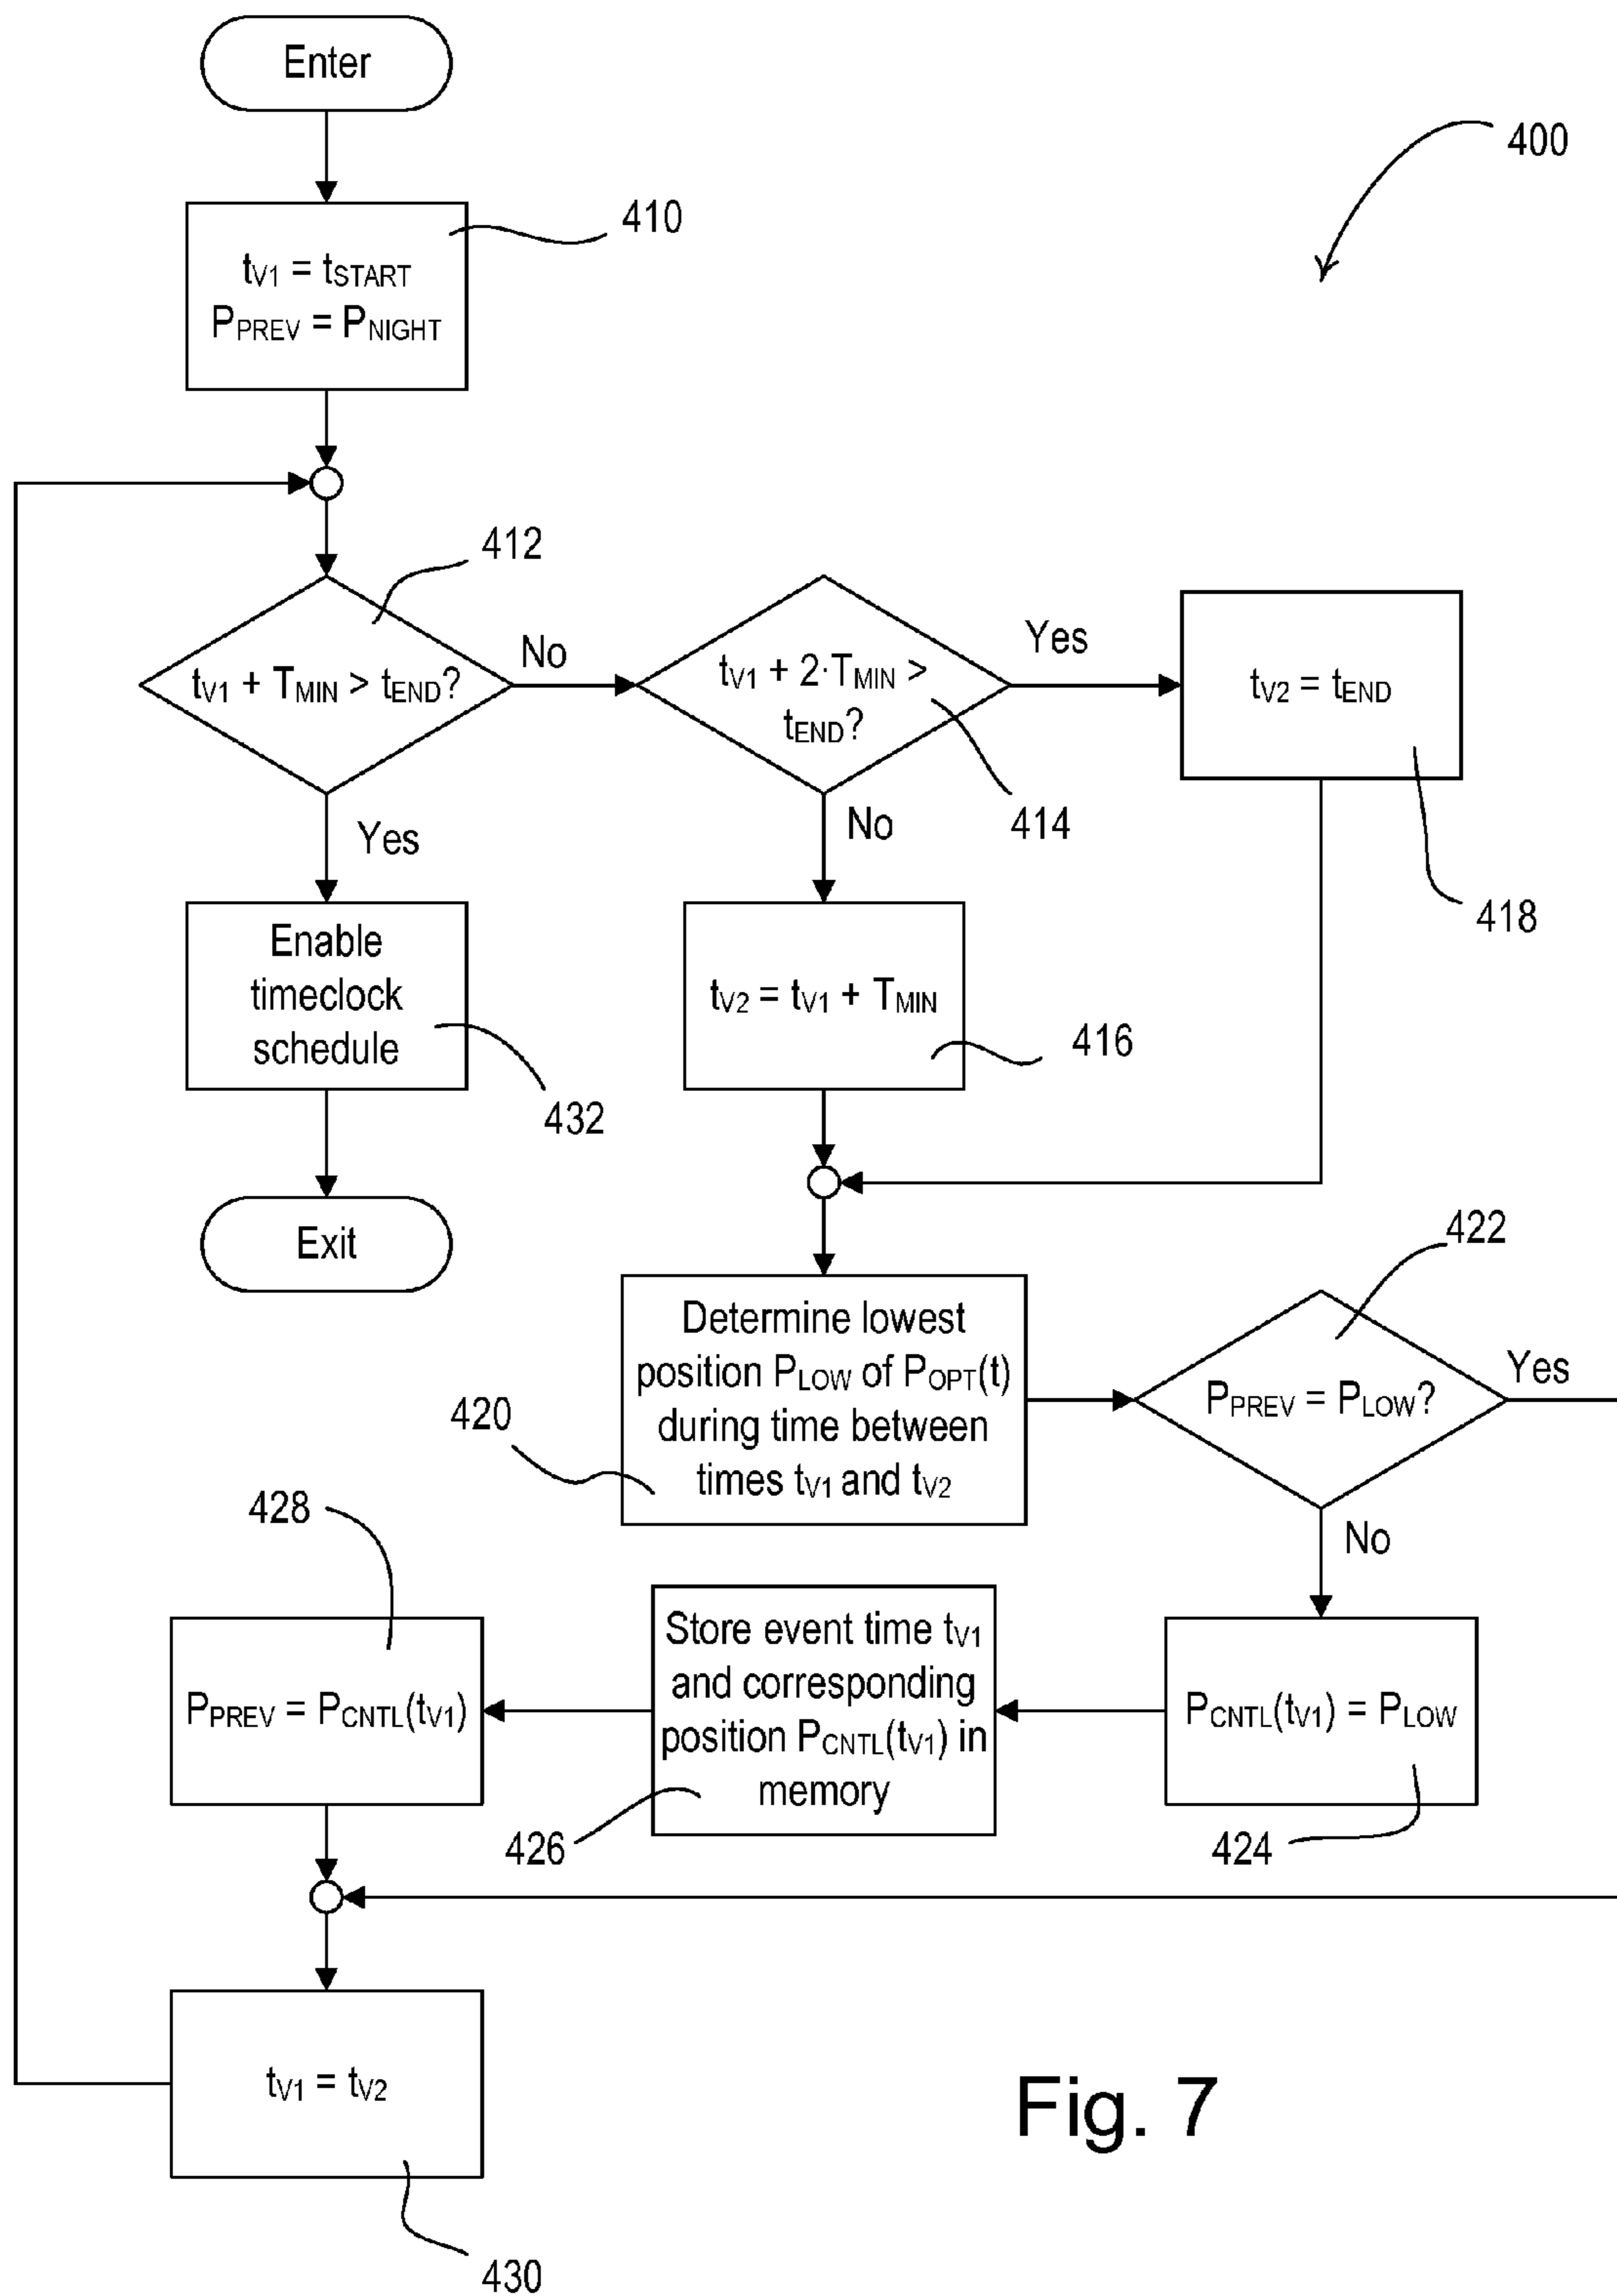 Enter
400
410
tV1 = tSTART
PPREV = PNIGHT
412
tV1 + TMIN > tEND?
No
Yes
tV1 + 2·TMIN >
tEND?
414
Yes
No
tV2 = tEND
418
Enable
timeclock
schedule
432
Exit
tV2 = tV1 + TMIN
416
Determine lowest
position PLOW of POPT(t)
during time between
times tV1 and tV2
420
422
PPREV = PLOW?
Yes
No
PCNTL(tV1) = PLOW
424
Store event time tV1
and corresponding
position PCNTL(tV1) in
memory
426
428
PPREV = PCNTL(tV1)
tV1 = tV2
430
Fig. 7